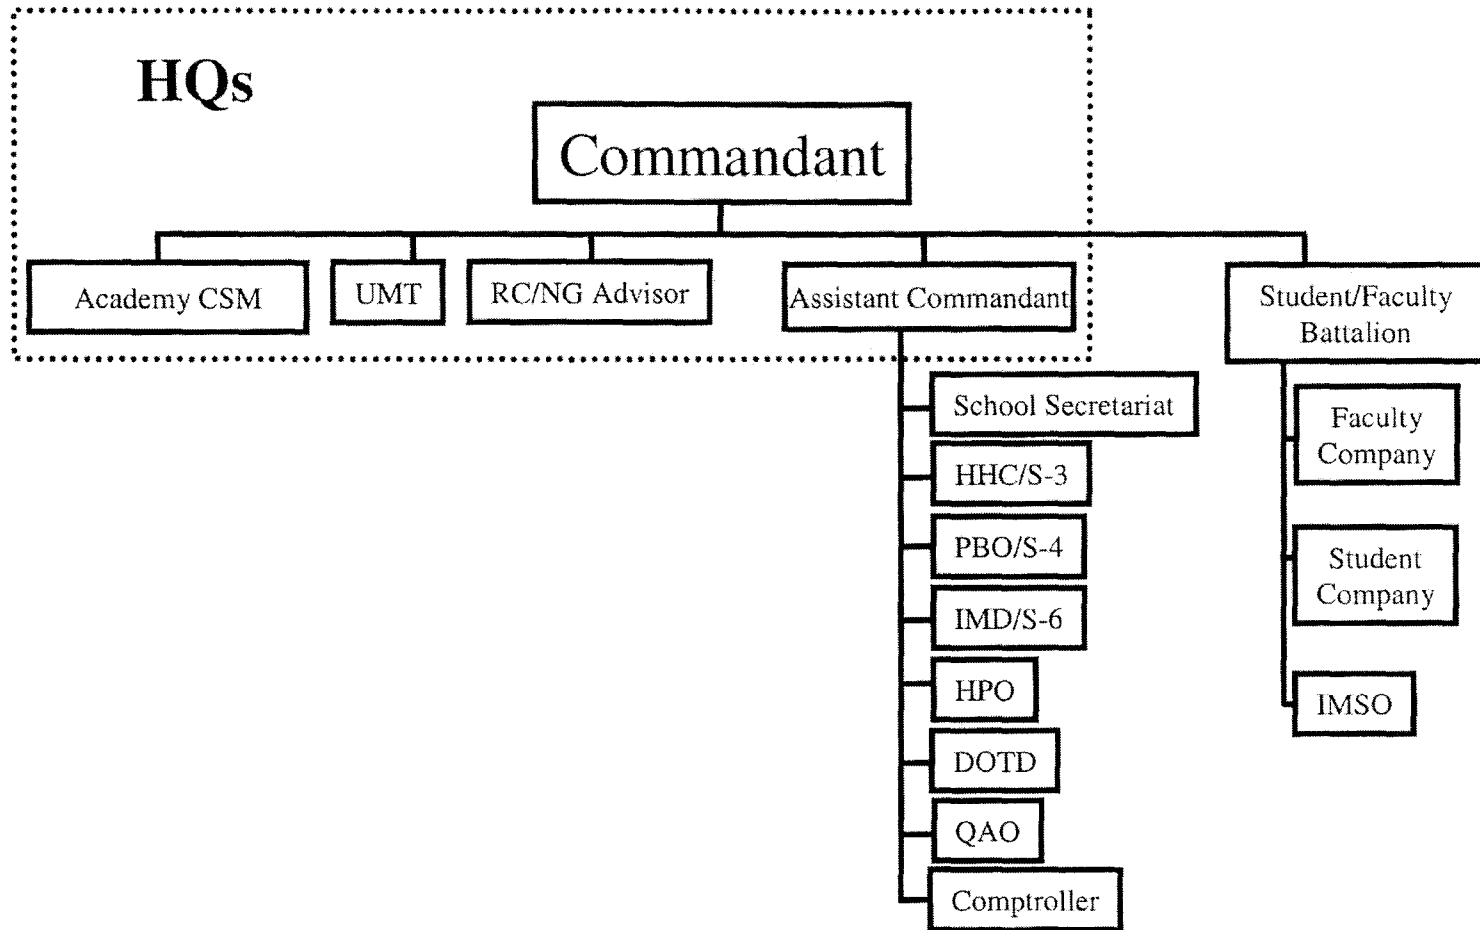 HQs
Commandant
Academy CSM
UMT
RC/NG Advisor
Assistant Commandant
Student/Faculty
Battalion
School Secretariat
HHC/S-3
PBO/S-4
IMD/S-6
HPO
DOTD
QAO
Comptroller
Faculty
Company
Student
Company
IMSO